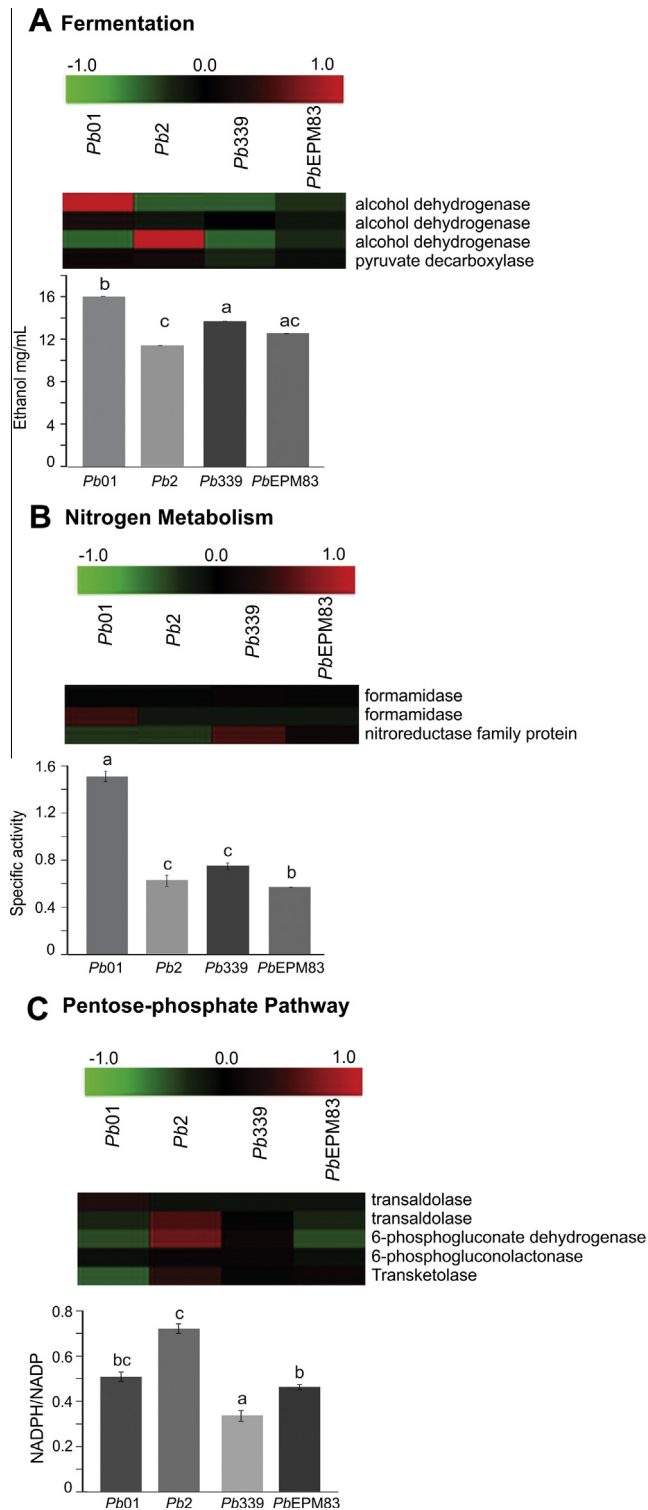 A Fermentation
-1.0 0.0 1.0
Pb01 Pb2 Pb339 PbEPM83
alcohol dehydrogenase
alcohol dehydrogenase
alcohol dehydrogenase
pyruvate decarboxylase
Ethanol mg/mL
16
12
8
4
0
b c a ac
Pb01 Pb2 Pb339 PbEPM83
B Nitrogen Metabolism
-1.0 0.0 1.0
Pb01 Pb2 Pb339 PbEPM83
formamidase
formamidase
nitroreductase family protein
Specific activity
1.6
1.2
0.8
0.4
0
a c c b
Pb01 Pb2 Pb339 PbEPM83
C Pentose-phosphate Pathway
-1.0 0.0 1.0
Pb01 Pb2 Pb339 PbEPM83
transaldolase
transaldolase
6-phosphogluconate dehydrogenase
6-phosphogluconolactonase
Transketolase
NADPH/NADP
0.8
0.6
0.4
0.2
0
bc c a b
Pb01 Pb2 Pb339 PbEPM83